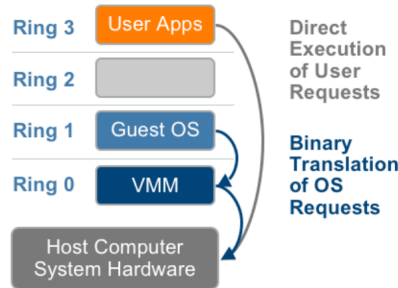 Ring 3
User Apps
Ring 2
Ring 1
Guest OS
Ring 0
VMM
Host Computer
System Hardware
Direct
Execution
of User
Requests
Binary
Translation
of OS
Requests